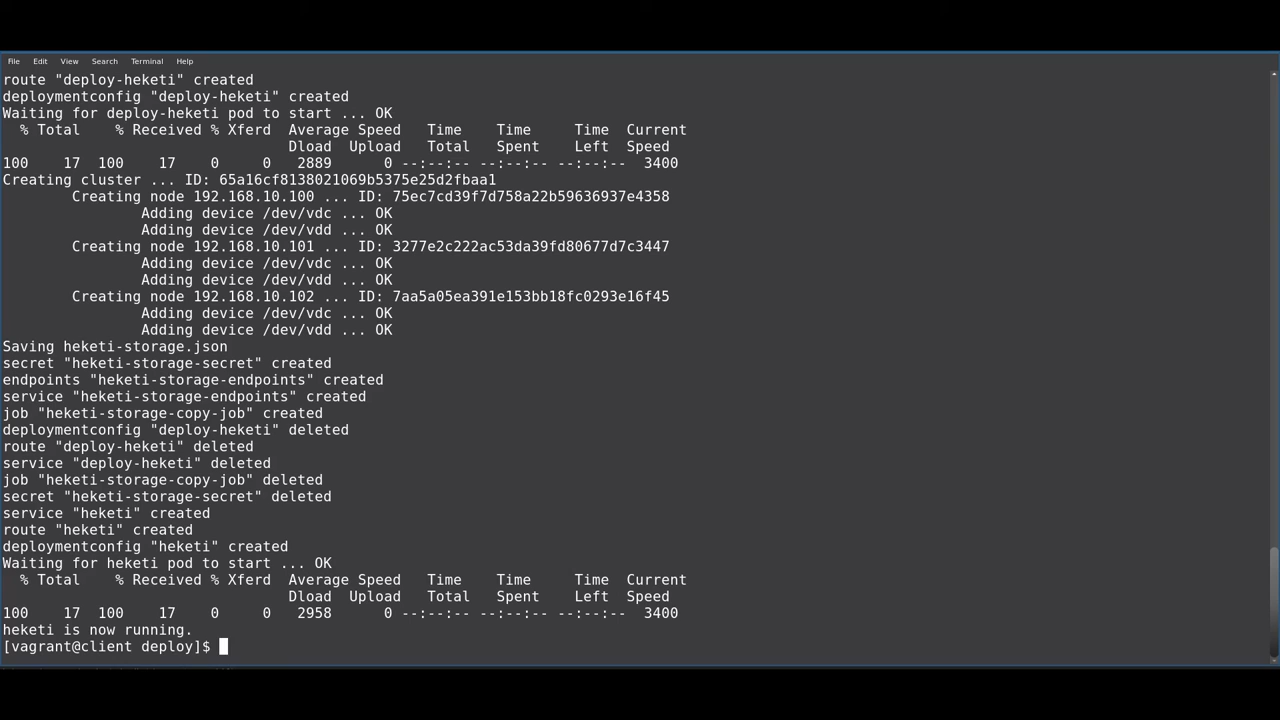 File Edit View Search Terminal Help
route "deploy-heketi" created
deploymentconfig "deploy-heketi" created
Waiting for deploy-heketi pod to start ... OK
  % Total    % Received % Xferd  Average Speed   Time    Time     Time  Current
                                 Dload  Upload   Total   Spent    Left  Speed
100    17  100    17    0     0   2889      0 --:--:-- --:--:-- --:--:--  3400
Creating cluster ... ID: 65a16cf8138021069b5375e25d2fbaa1
        Creating node 192.168.10.100 ... ID: 75ec7cd39f7d758a22b59636937e4358
                Adding device /dev/vdc ... OK
                Adding device /dev/vdd ... OK
        Creating node 192.168.10.101 ... ID: 3277e2c222ac53da39fd80677d7c3447
                Adding device /dev/vdc ... OK
                Adding device /dev/vdd ... OK
        Creating node 192.168.10.102 ... ID: 7aa5a05ea391e153bb18fc0293e16f45
                Adding device /dev/vdc ... OK
                Adding device /dev/vdd ... OK
Saving heketi-storage.json
secret "heketi-storage-secret" created
endpoints "heketi-storage-endpoints" created
service "heketi-storage-endpoints" created
job "heketi-storage-copy-job" created
deploymentconfig "deploy-heketi" deleted
route "deploy-heketi" deleted
service "deploy-heketi" deleted
job "heketi-storage-copy-job" deleted
secret "heketi-storage-secret" deleted
service "heketi" created
route "heketi" created
deploymentconfig "heketi" created
Waiting for heketi pod to start ... OK
  % Total    % Received % Xferd  Average Speed   Time    Time     Time  Current
                                 Dload  Upload   Total   Spent    Left  Speed
100    17  100    17    0     0   2958      0 --:--:-- --:--:-- --:--:--  3400
heketi is now running.
[vagrant@client deploy]$